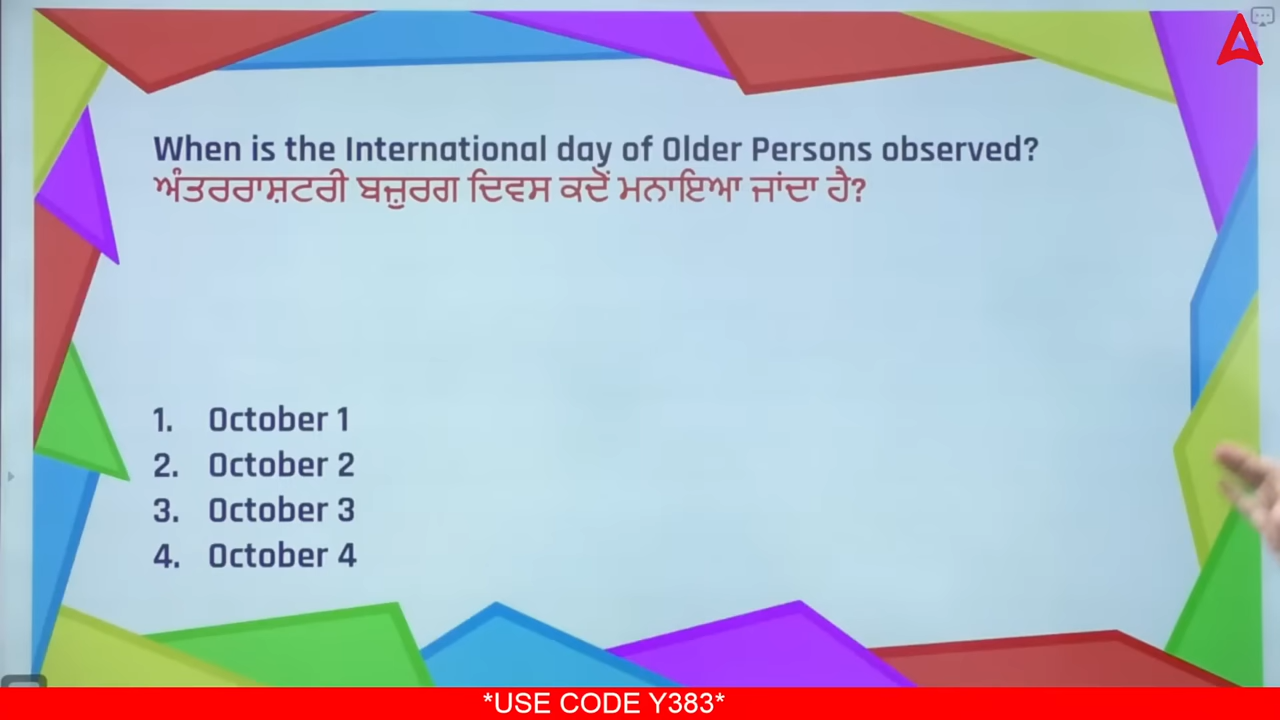 When is the International day of Older Persons observed?
ਅੰਤਰਰਾਸ਼ਟਰੀ ਬਜ਼ੁਰਗ ਦਿਵਸ ਕਦੋਂ ਮਨਾਇਆ ਜਾਂਦਾ ਹੈ?
1. October 1
2. October 2
3. October 3
4. October 4
*USE CODE Y383*